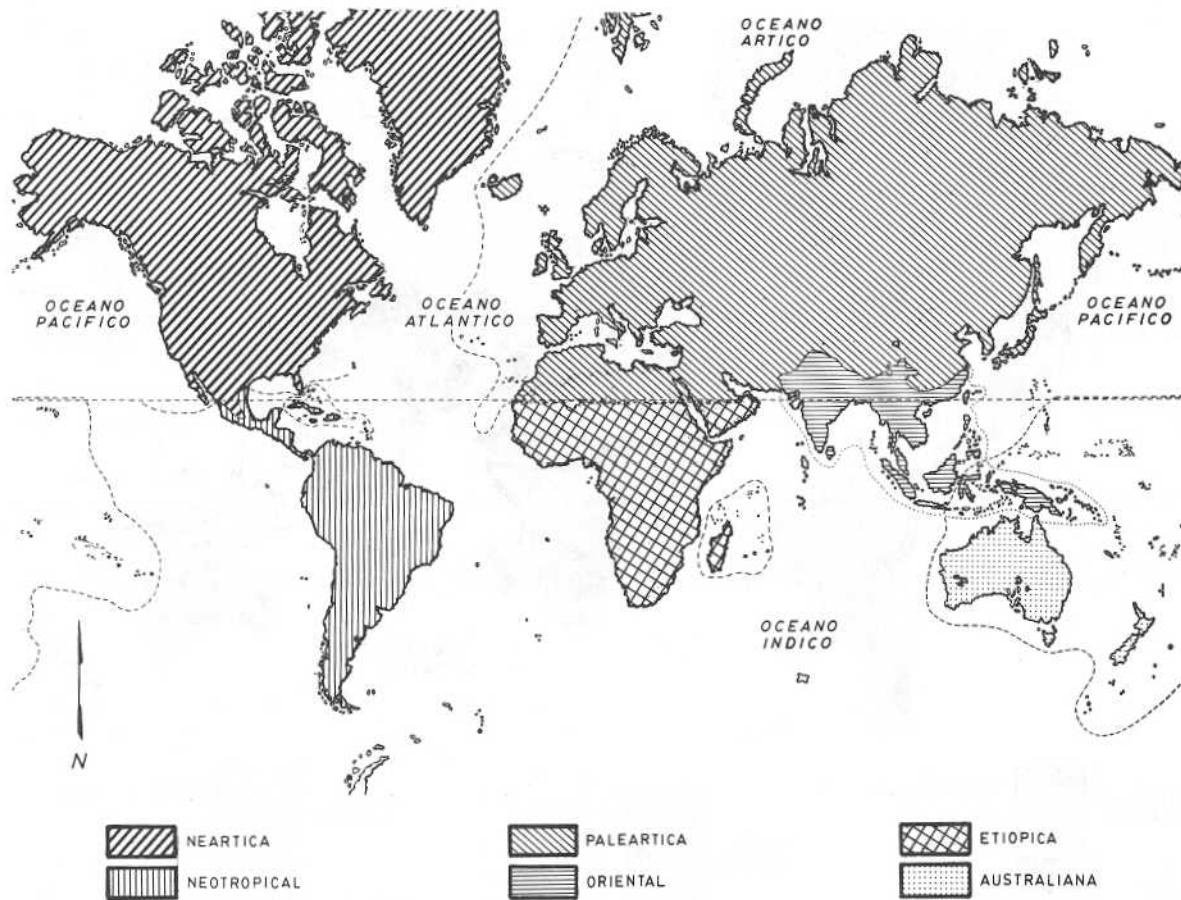 OCEANO
ARTICO
OCEANO
PACIFICO
OCEANO
ATLANTICO
OCEANO
PACIFICO
OCEANO
INDICO
N
NEARTICA
PALEARTICA
ETIOPICA
NEOTROPICAL
ORIENTAL
AUSTRALIANA